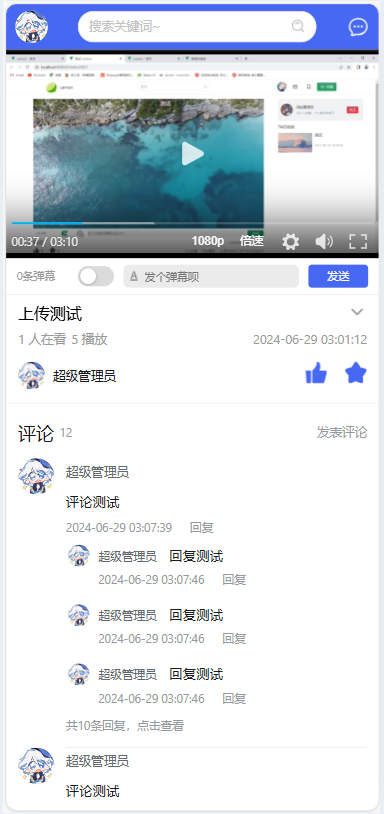 搜索关键词~
Lemon
00:37 / 03:10
1080p
倍速
0条弹幕
A
发个弹幕呗
发送
上传测试
1 人在看 5 播放
2024-06-29 03:01:12
超级管理员
评论 12
发表评论
超级管理员
评论测试
2024-06-29 03:07:39 回复
超级管理员 回复测试
2024-06-29 03:07:46 回复
超级管理员 回复测试
2024-06-29 03:07:46 回复
超级管理员 回复测试
2024-06-29 03:07:46 回复
共10条回复，点击查看
超级管理员
评论测试